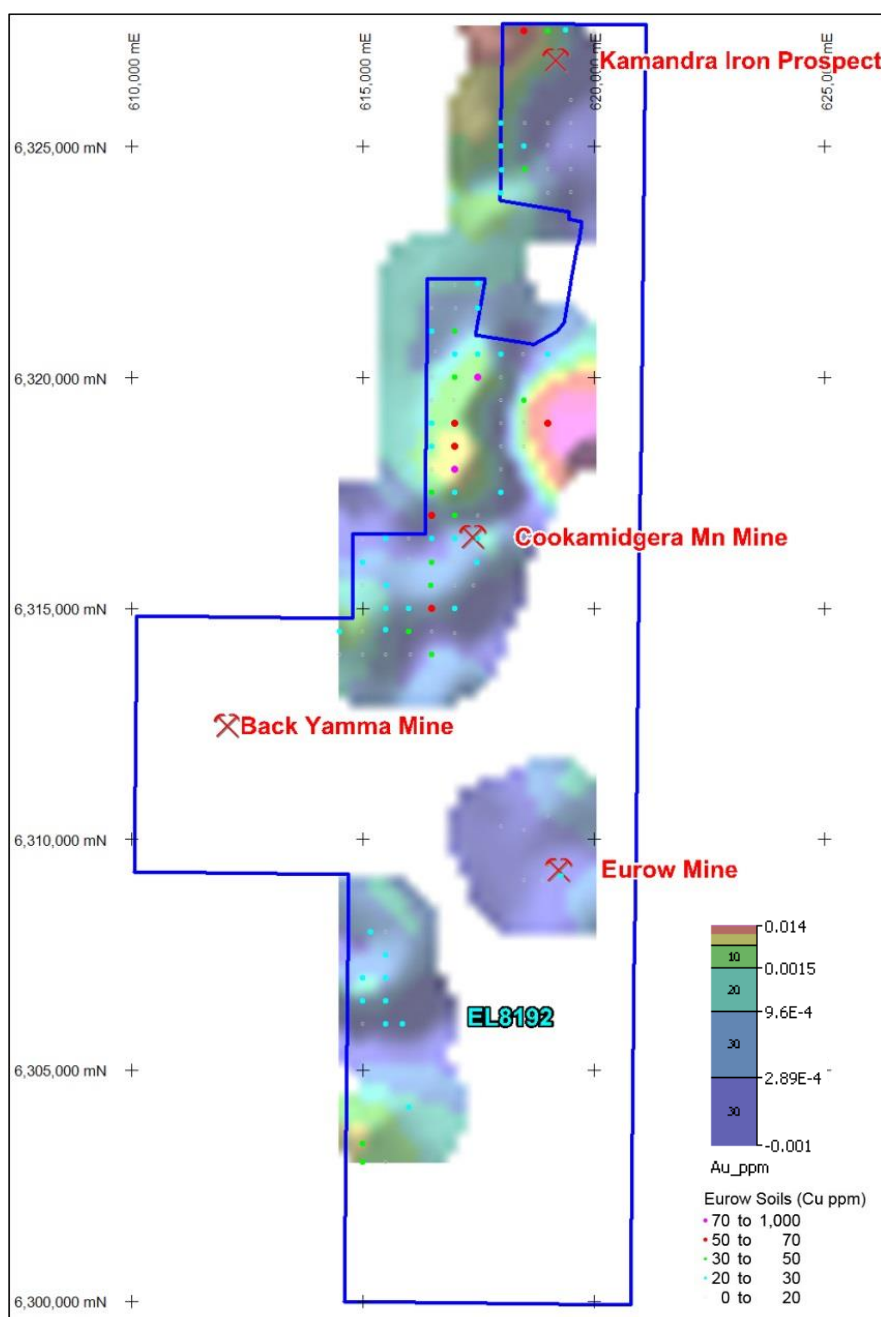 610,000 mE
615,000 mE
620,000 mE
625,000 mE
Kamandra Iron Prospect
6,325,000 mN
6,320,000 mN
Cookamidgera Mn Mine
6,315,000 mN
Back Yamma Mine
6,310,000 mN
Eurow Mine
EL8192
6,305,000 mN
6,300,000 mN
0.014
10
0.0015
20
9.6E-4
30
2.89E-4
30
-0.001
Au_ppm
Eurow Soils (Cu ppm)
70 to 1,000
50 to 70
30 to 50
20 to 30
0 to 20